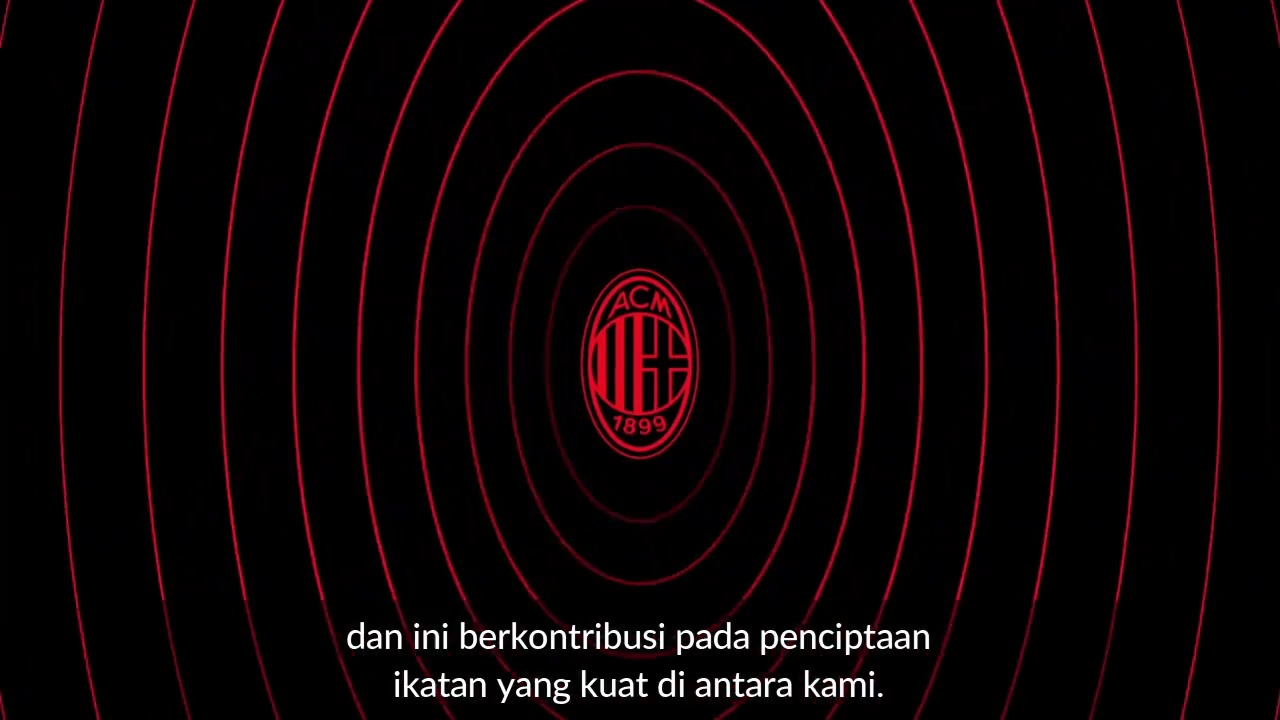 ACM
1899
dan ini berkontribusi pada penciptaan
ikatan yang kuat di antara kami.